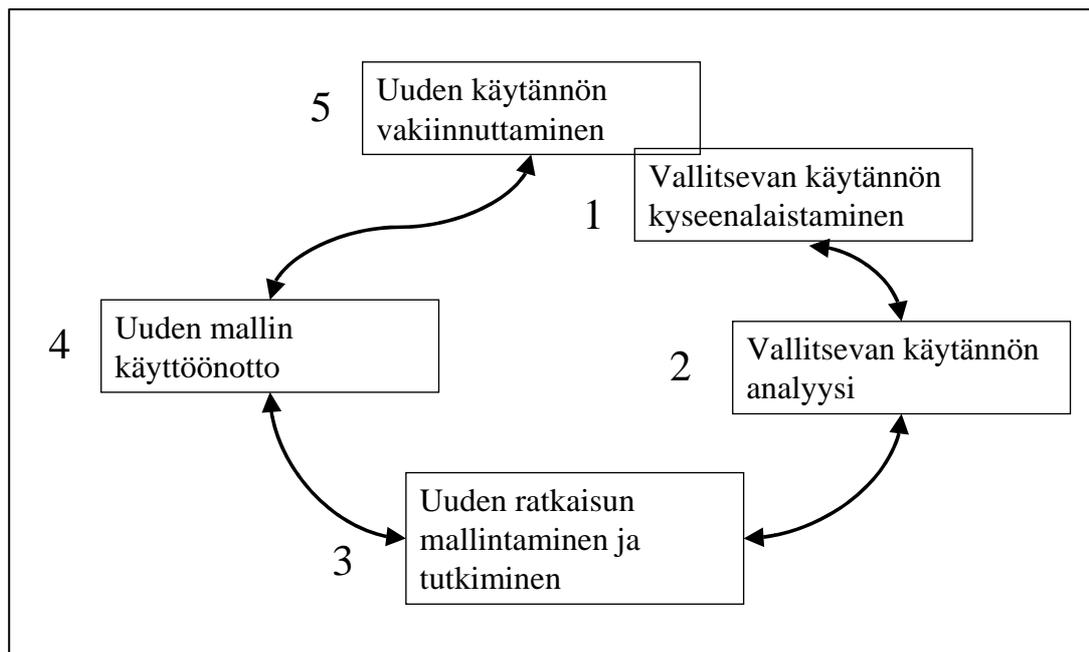 5
Uuden käytännön
vakiinnuttaminen
1
Vallitsevan käytännön
kyseenalaistaminen
2
Vallitsevan käytännön
analyysi
3
Uuden ratkaisun
mallintaminen ja
tutkiminen
4
Uuden mallin
käyttöönotto